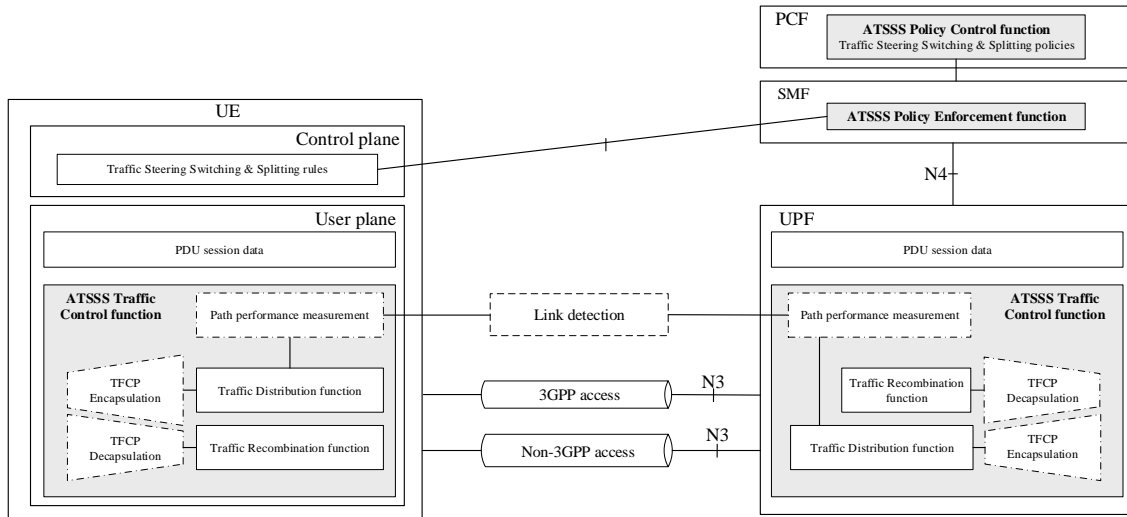 PCF
ATSSS Policy Control function
Traffic Steering Switching & Splitting policies
SMF
ATSSS Policy Enforcement function
N4
UE
Control plane
Traffic Steering Switching & Splitting rules
User plane
PDU session data
ATSSS Traffic
Control function
Path performance measurement
TFCP
Encapsulation
Traffic Distribution function
TFCP
Decapsulation
Traffic Recombination function
Link detection
3GPP access
N3
Non-3GPP access
N3
UPF
PDU session data
Path performance measurement
ATSSS Traffic
Control function
Traffic Recombination
function
TFCP
Decapsulation
Traffic Distribution function
TFCP
Encapsulation